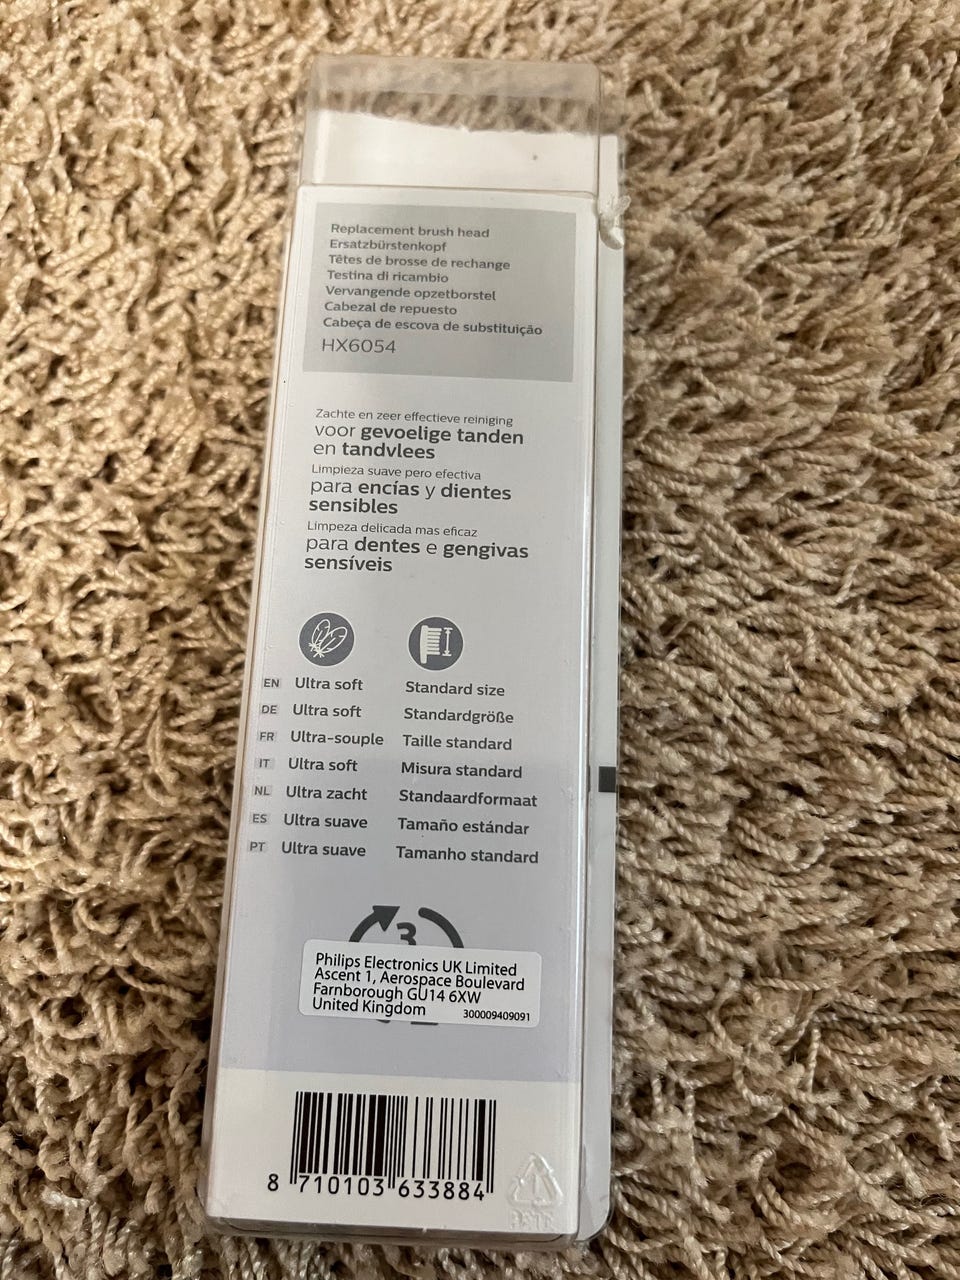 Replacement brush head
Ersatzbürstenkopf
Têtes de brosse de rechange
Testina di ricambio
Vervangende opzetborstel
Cabezal de repuesto
Cabeça de escova de substituição
HX6054
Zachte en zeer effectieve reiniging
voor gevoelige tanden
en tandvlees
Limpieza suave pero efectiva
para encías y dientes
sensibles
Limpeza delicada mas eficaz
para dentes e gengivas
sensíveis
EN Ultra soft Standard size
DE Ultra soft Standardgröße
FR Ultra-souple Taille standard
IT Ultra soft Misura standard
NL Ultra zacht Standaardformaat
ES Ultra suave Tamaño estándar
PT Ultra suave Tamanho standard
3
Philips Electronics UK Limited
Ascent 1, Aerospace Boulevard
Farnborough GU14 6XW
United Kingdom 300009409091
8 710103 633884
1